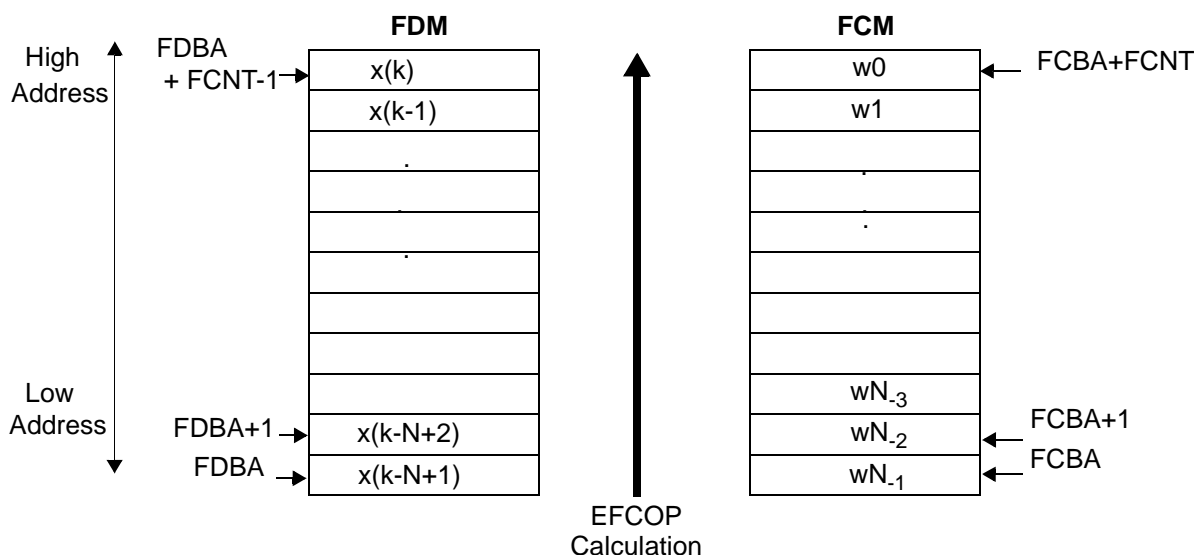 FDM
FCM
High
Address
FDBA
+ FCNT-1
x(k)
w0
FCBA+FCNT
x(k-1)
w1
.
.
.
.
.
.
Low
Address
wN-3
FDBA+1
x(k-N+2)
wN-2
FCBA+1
FDBA
x(k-N+1)
wN-1
FCBA
EFCOP
Calculation